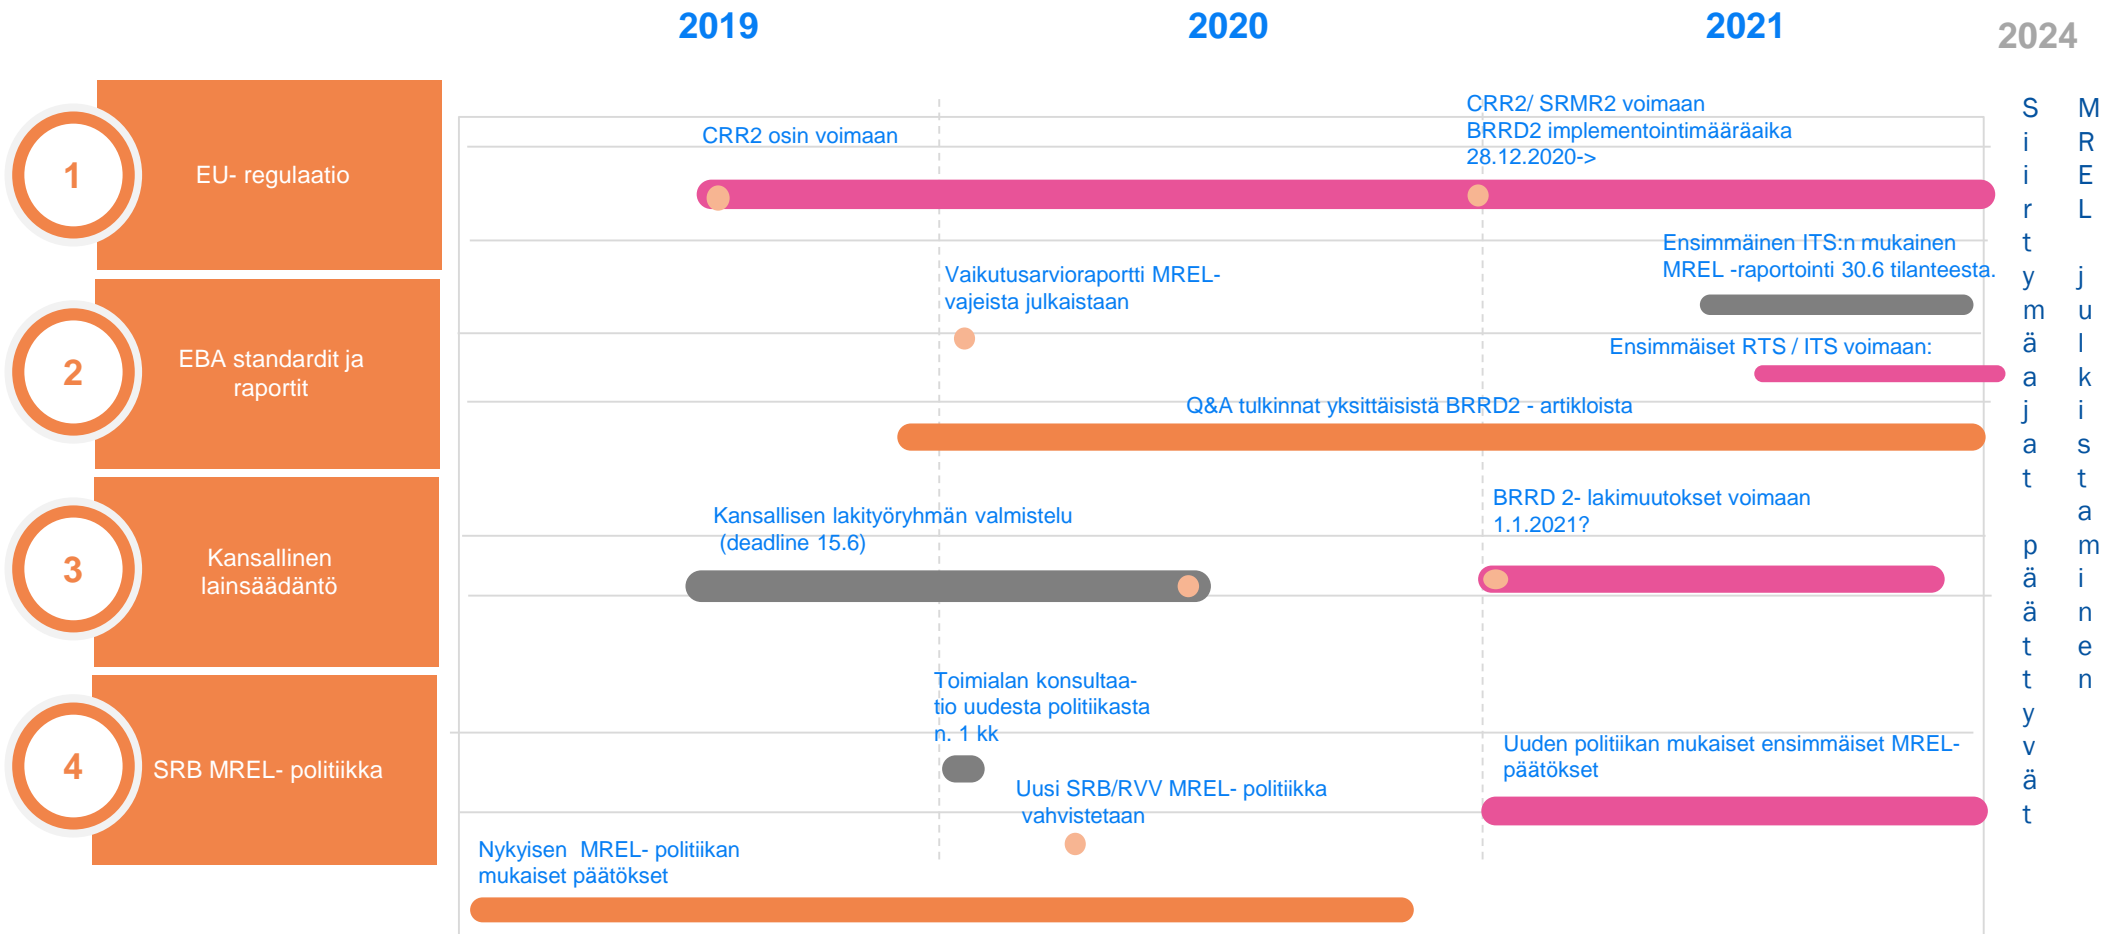 2019
2020
2021
2024
1
EU- regulaatio
CRR2 osin voimaan
CRR2/ SRMR2 voimaan
BRRD2 implementointimääräaika
28.12.2020->
2
EBA standardit ja
raportit
Vaikutusarvioraportti MREL-
vajeista julkaistaan
Ensimmäinen ITS:n mukainen
MREL -raportointi 30.6 tilanteesta.
Ensimmäiset RTS / ITS voimaan:
Q&A tulkinnat yksittäisistä BRRD2 - artikloista
3
Kansallinen
lainsäädäntö
Kansallisen lakityöryhmän valmistelu
(deadline 15.6)
BRRD 2- lakimuutokset voimaan
1.1.2021?
4
SRB MREL- politiikka
Toimialan konsultaa-
tio uudesta politiikasta
n. 1 kk
Uusi SRB/RVV MREL- politiikka
vahvistetaan
Uuden politiikan mukaiset ensimmäiset MREL-
päätökset
Nykyisen  MREL- politiikan
mukaiset päätökset
Siirtymäajat päättyvät
MREL julkistaminen